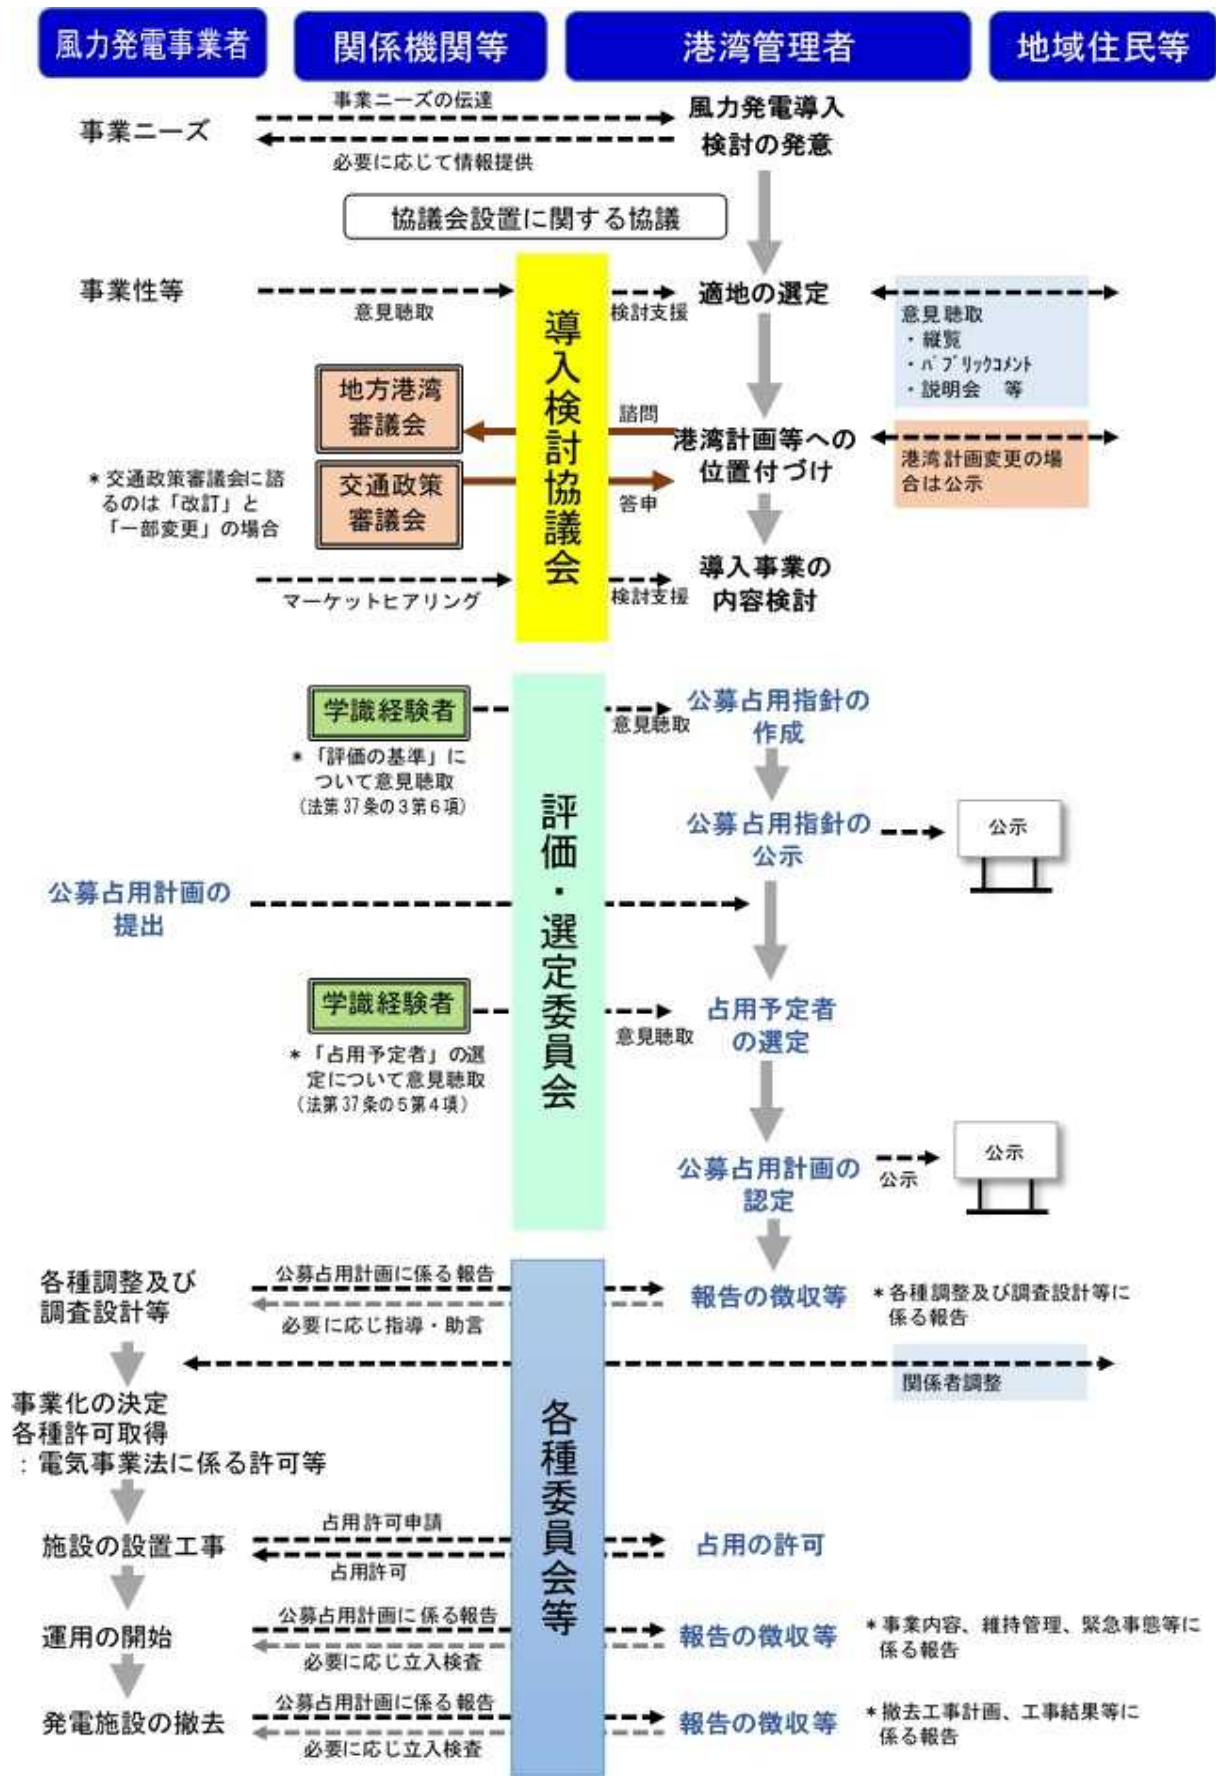 風力発電事業者
関係機関等
港湾管理者
地域住民等
事業ニーズ
事業ニーズの伝達
必要に応じて情報提供
風力発電導入
検討の発意
協議会設置に関する協議
事業性等
意見聴取
検討支援
適地の選定
意見聴取
・縦覧
・ﾊﾟﾌﾞﾘｯｸｺﾒﾝﾄ
・説明会　等
導入検討協議会
地方港湾
審議会
諮問
港湾計画等への
位置付づけ
港湾計画変更の場
合は公示
＊交通政策審議会に諮
るのは「改訂」と
「一部変更」の場合
交通政策
審議会
答申
マーケットヒアリング
検討支援
導入事業の
内容検討
評価・選定委員会
学識経験者
意見聴取
＊「評価の基準」に
ついて意見聴取
（法第37条の3第6項）
公募占用指針の
作成
公募占用指針の
公示
公示
公募占用計画の
提出
学識経験者
意見聴取
＊「占用予定者」の選
定について意見聴取
（法第37条の5第4項）
占用予定者
の選定
公募占用計画の
認定
公示
公示
各種委員会等
各種調整及び
調査設計等
公募占用計画に係る報告
必要に応じ指導・助言
報告の徴収等
＊各種調整及び調査設計等に
係る報告
関係者調整
事業化の決定
各種許可取得
：電気事業法に係る許可等
施設の設置工事
占用許可申請
占用許可
占用の許可
運用の開始
公募占用計画に係る報告
必要に応じ立入検査
報告の徴収等
＊事業内容、維持管理、緊急事態等に
係る報告
発電施設の撤去
公募占用計画に係る報告
必要に応じ立入検査
報告の徴収等
＊撤去工事計画、工事結果等に
係る報告